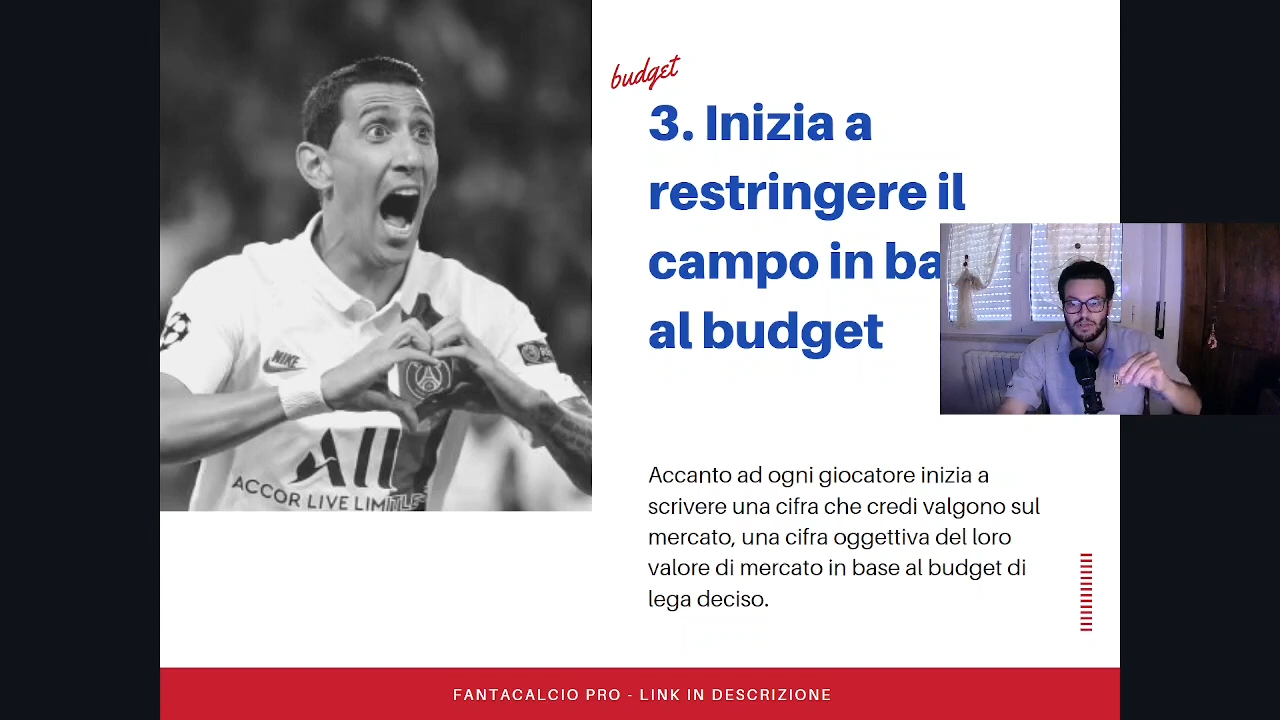 budget
3. Inizia a
restringere il
campo in ba
al budget
NIKE
ALL
ACCOR LIVE LIMITLE
Accanto ad ogni giocatore inizia a
scrivere una cifra che credi valgono sul
mercato, una cifra oggettiva del loro
valore di mercato in base al budget di
lega deciso.
FANTACALCIO PRO - LINK IN DESCRIZIONE